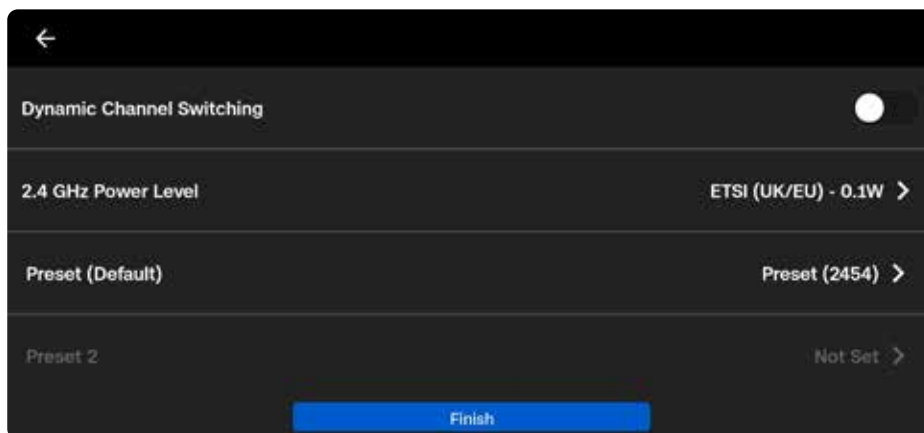 Dynamic Channel Switching
2.4 GHz Power Level ETSI (UK/EU) - 0.1W
Preset (Default) Preset (2454)
Preset 2 Not Set
Finish